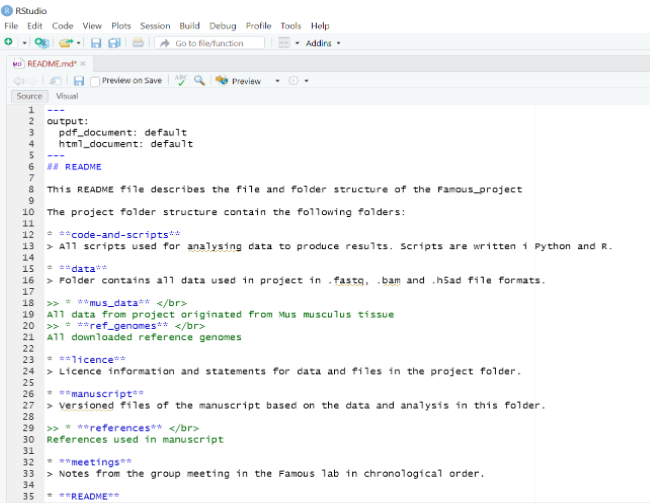 RStudio
File Edit Code View Plots Session Build Debug Profile Tools Help
Go to file/function Addins
README.md*
Preview on Save ABC Preview
Source Visual
1 ---
2 output:
3 pdf_document: default
4 html_document: default
5 ---
6 ## README
7
8 This README file describes the file and folder structure of the Famous_project
9
10 The project folder structure contain the following folders:
11
12 * **code-and-scripts**
13 > All scripts used for analysing data to produce results. Scripts are written i Python and R.
14
15 * **data**
16 > Folder contains all data used in project in .fastq, .bam and .h5ad file formats.
17
18 >> * **mus_data** </br>
19 All data from project originated from Mus musculus tissue
20 >> * **ref_genomes** </br>
21 All downloaded reference genomes
22
23 * **licence**
24 > Licence information and statements for data and files in the project folder.
25
26 * **manuscript**
27 > Versioned files of the manuscript based on the data and analysis in this folder.
28
29 >> * **references** </br>
30 References used in manuscript
31
32 * **meetings**
33 > Notes from the group meeting in the Famous lab in chronological order.
34
35 * **README**